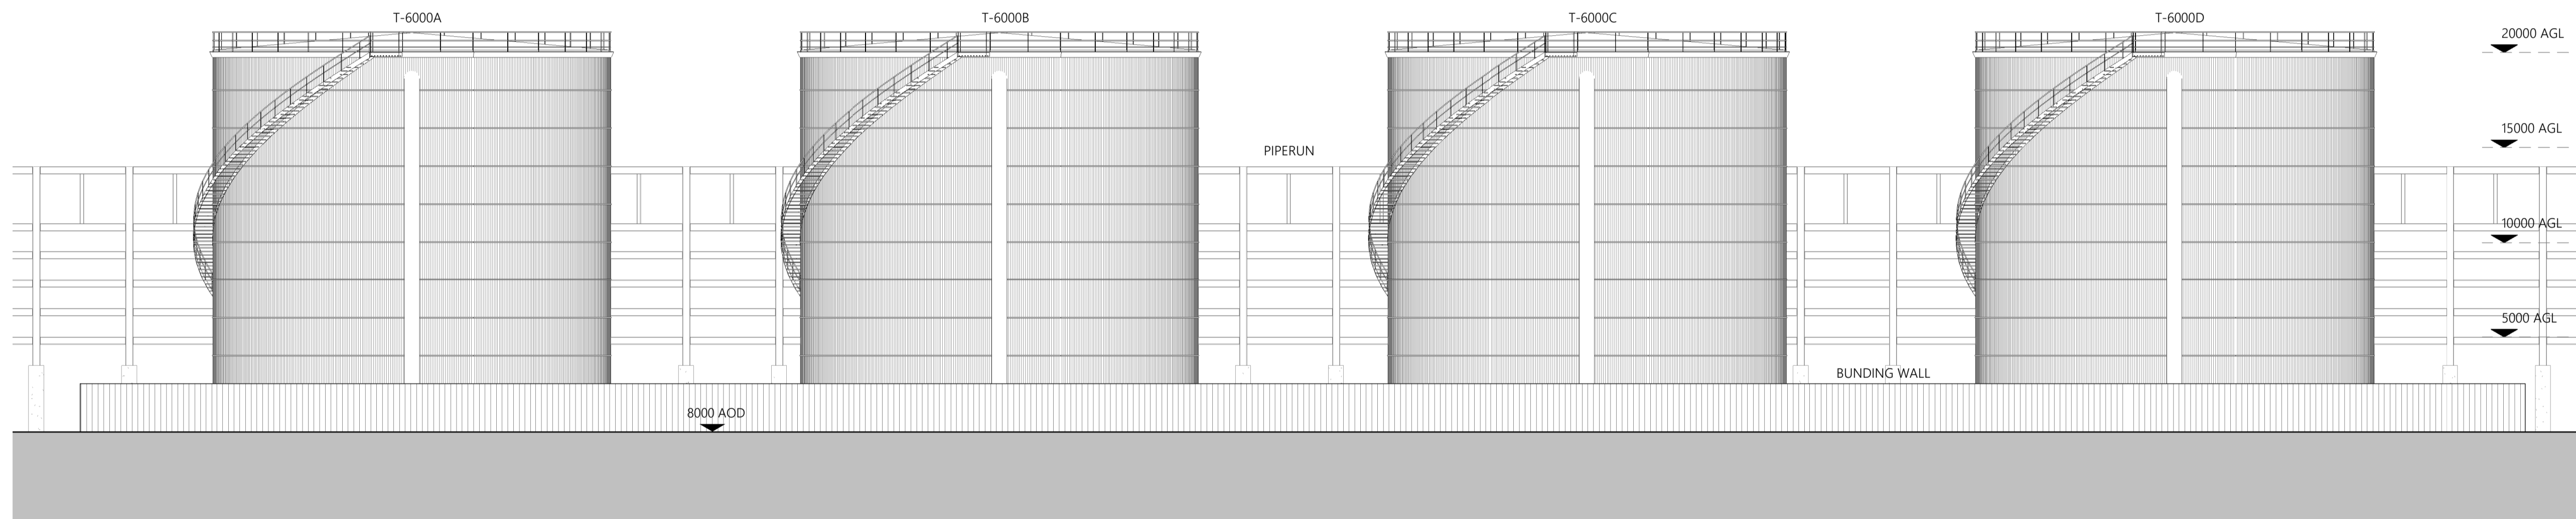 T-6000A
T-6000B
T-6000C
T-6000D
20000 AGL
15000 AGL
PIPERUN
10000 AGL
5000 AGL
BUNDING WALL
8000 AOD